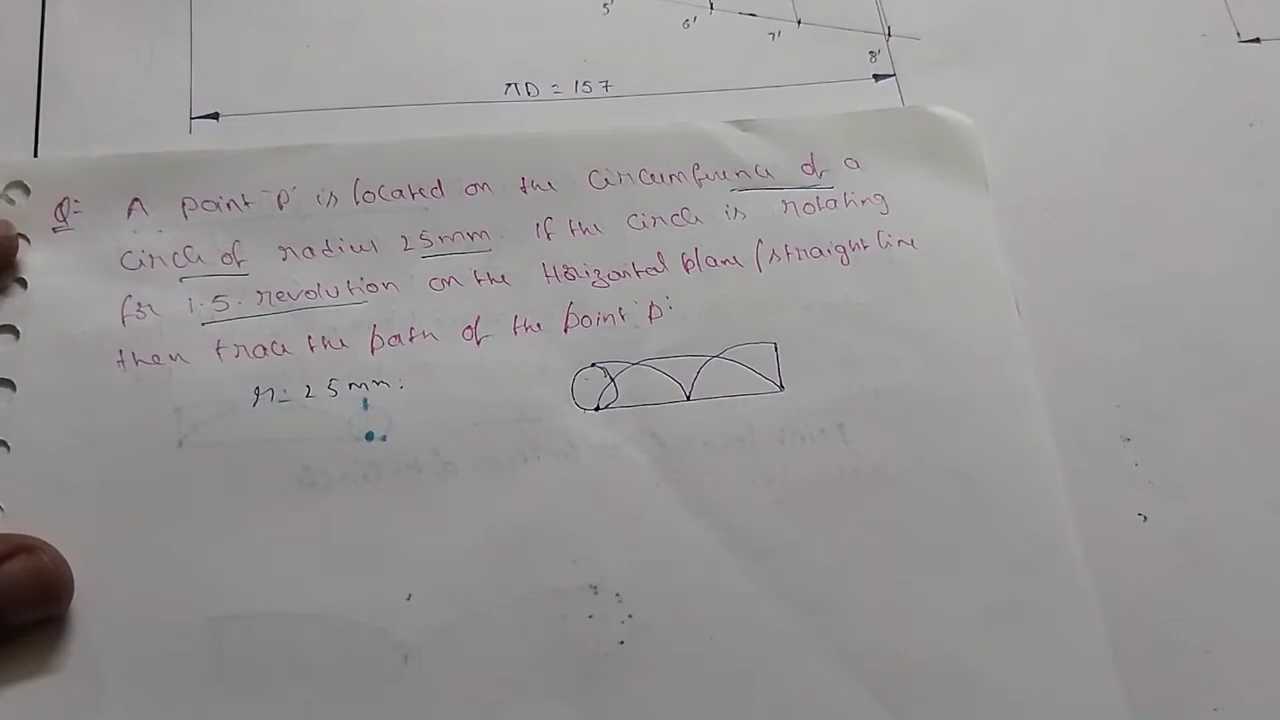 5'
6'
7'
8'
πD = 157
Q:- A point 'P' is located on the circumference of a
circle of radius 25mm. If the circle is rotating
for 1.5. revolution on the Horizontal plane (straight line
then trace the path of the point 'P'
r = 25 mm.